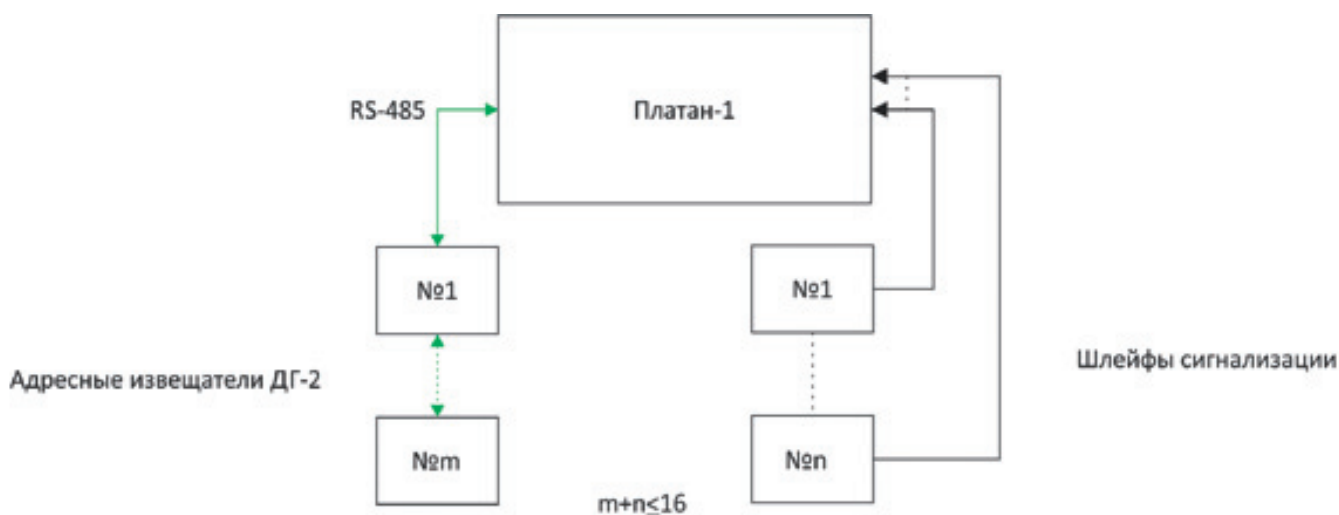 RS-485
Платан-1
№1
№1
Адресные извещатели ДГ-2
Шлейфы сигнализации
№m
№n
m+n≤16